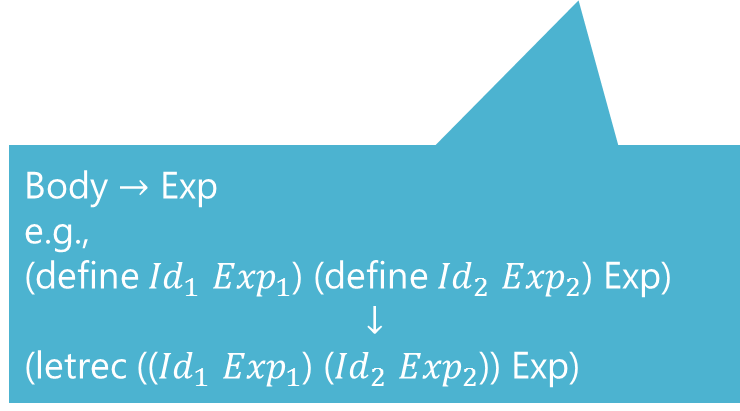 Body → Exp
e.g.,
(define Id₁ Exp₁) (define Id₂ Exp₂) Exp)
↓
(letrec ((Id₁ Exp₁) (Id₂ Exp₂)) Exp)